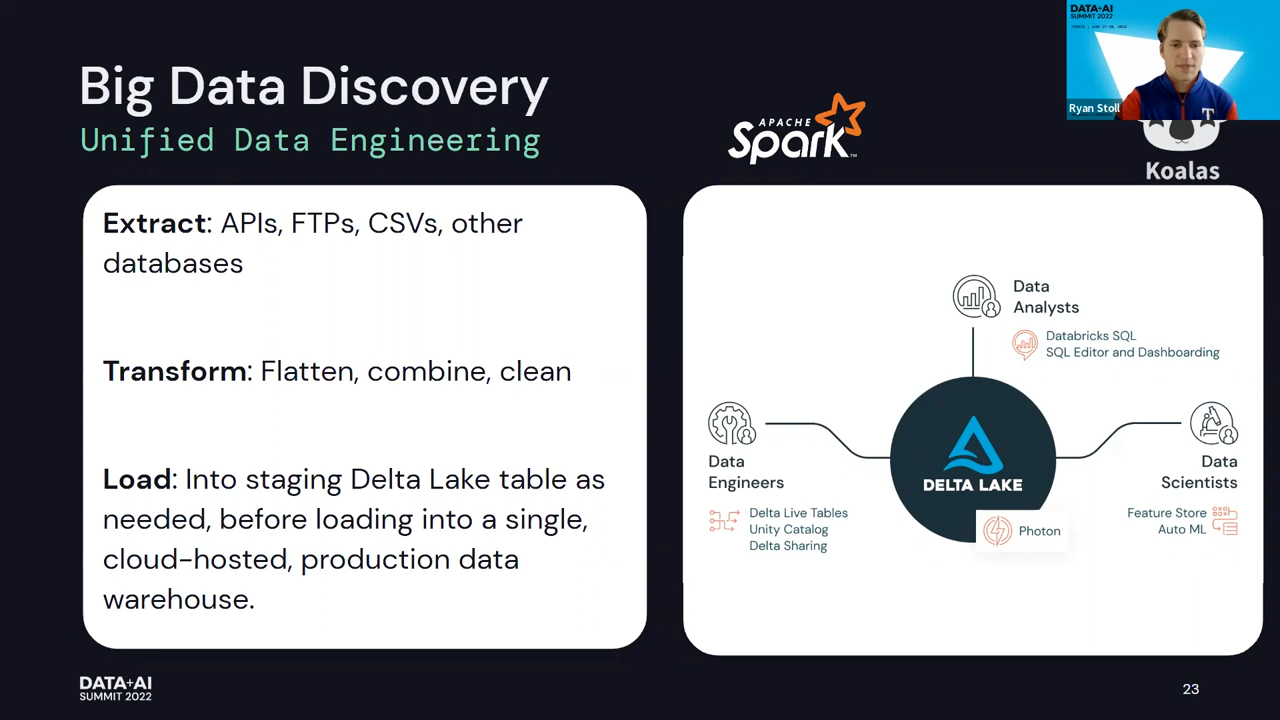 DATA+AI
SUMMIT 2022
Big Data Discovery
Unified Data Engineering
APACHE
Spark™
Ryan Stoll
T
Koalas
Extract: APIs, FTPs, CSVs, other
databases
Transform: Flatten, combine, clean
Load: Into staging Delta Lake table as
needed, before loading into a single,
cloud-hosted, production data
warehouse.
Data
Analysts
Databricks SQL
SQL Editor and Dashboarding
Data
Engineers
Delta Live Tables
Unity Catalog
Delta Sharing
DELTA LAKE
Photon
Data
Scientists
Feature Store
Auto ML
DATA+AI
SUMMIT 2022
23